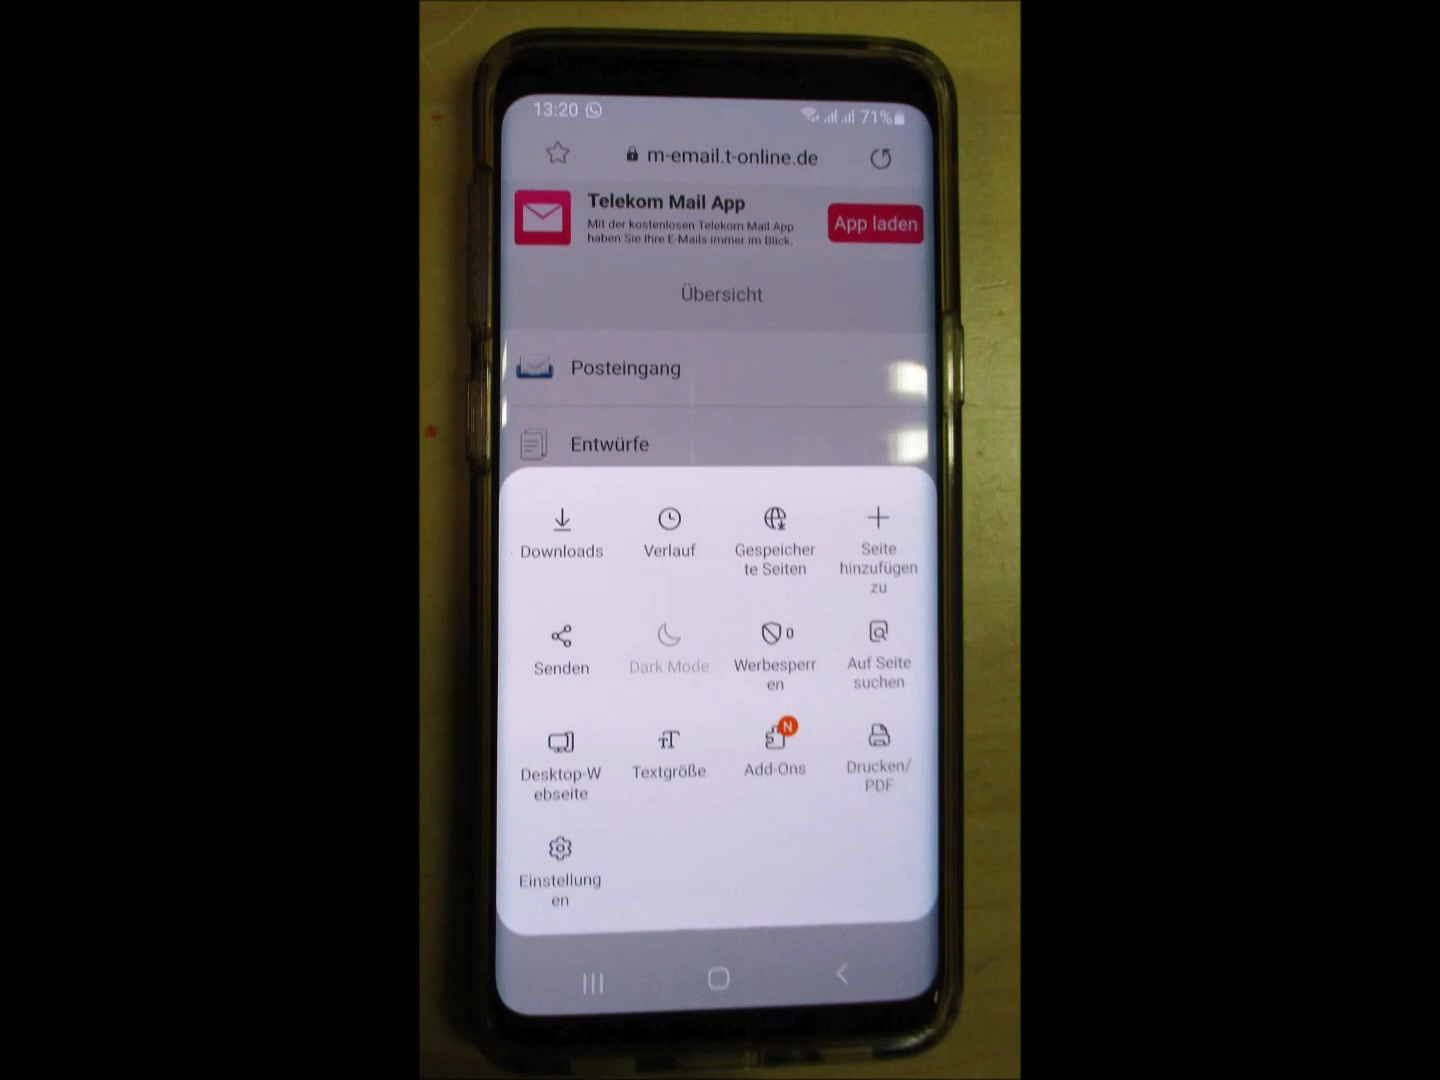 13:20 71%
m-email.t-online.de
Telekom Mail App
Mit der kostenlosen Telekom Mail App
haben Sie Ihre E-Mails immer im Blick.
App laden
Übersicht
Posteingang
Entwürfe
Downloads
Verlauf
Gespeicher
te Seiten
Seite
hinzufügen
zu
Senden
Dark Mode
0
Werbesperr
en
Auf Seite
suchen
Desktop-W
ebseite
Textgröße
N
Add-Ons
Drucken/
PDF
Einstellung
en